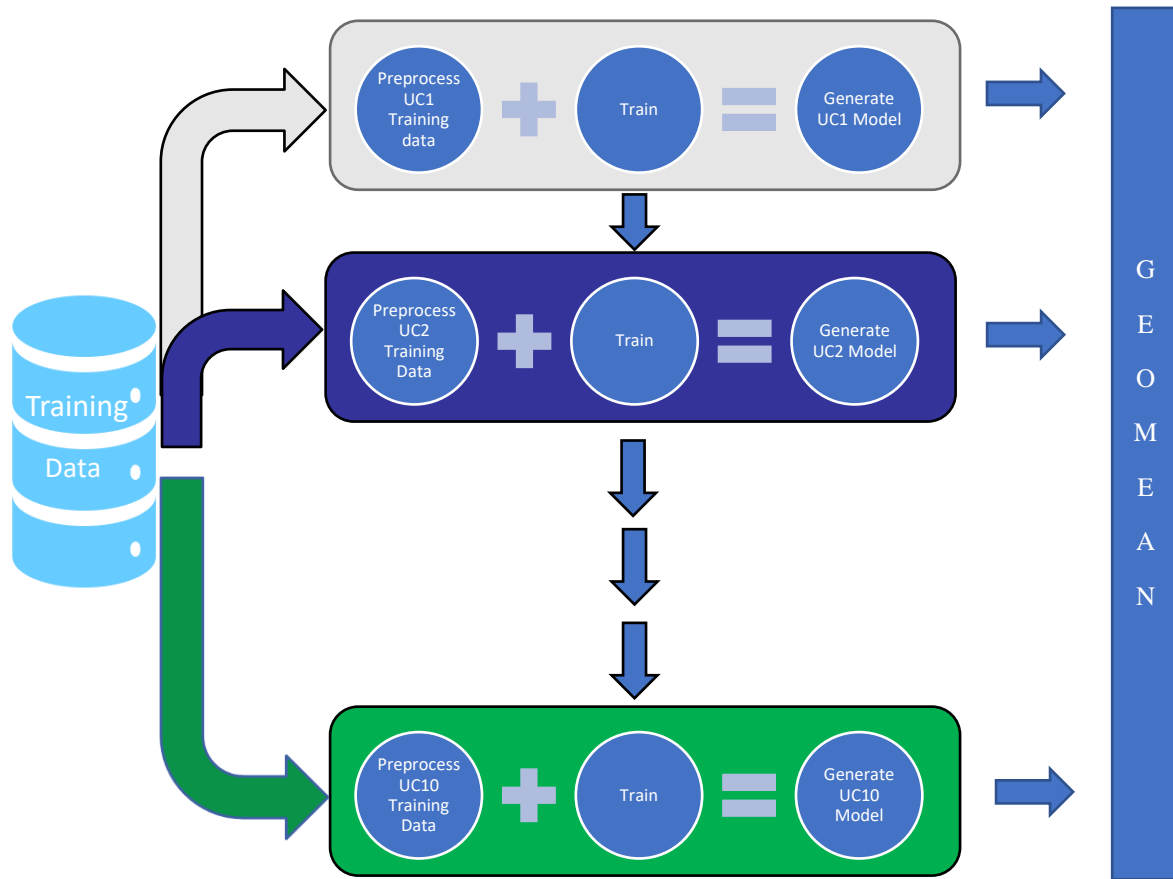 Preprocess
UC1
Training
data
Train
Generate
UC1 Model
Preprocess
UC2
Training
Data
Train
Generate
UC2 Model
Training
Data
Preprocess
UC10
Training
Data
Train
Generate
UC10
Model
G
E
O
M
E
A
N